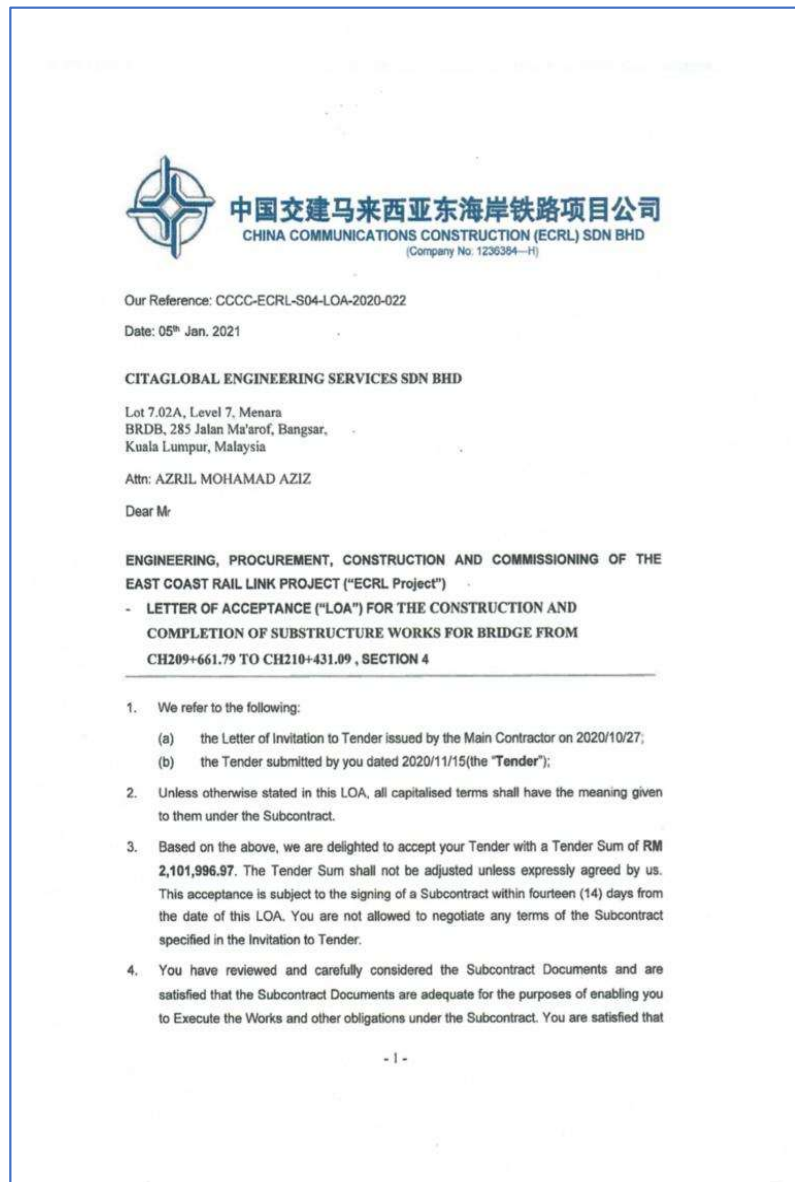 中国交建马来西亚东海岸铁路项目公司
CHINA COMMUNICATIONS CONSTRUCTION (ECRL) SDN BHD
(Company No: 1236384—H)
Our Reference: CCCC-ECRL-S04-LOA-2020-022
Date: 05th Jan. 2021
CITAGLOBAL ENGINEERING SERVICES SDN BHD
Lot 7.02A, Level 7, Menara
BRDB, 285 Jalan Ma'arof, Bangsar,
Kuala Lumpur, Malaysia
Attn: AZRIL MOHAMAD AZIZ
Dear Mr
ENGINEERING, PROCUREMENT, CONSTRUCTION AND COMMISSIONING OF THE
EAST COAST RAIL LINK PROJECT ("ECRL Project")
- LETTER OF ACCEPTANCE ("LOA") FOR THE CONSTRUCTION AND
COMPLETION OF SUBSTRUCTURE WORKS FOR BRIDGE FROM
CH209+661.79 TO CH210+431.09 , SECTION 4
1. We refer to the following:
(a) the Letter of Invitation to Tender issued by the Main Contractor on 2020/10/27;
(b) the Tender submitted by you dated 2020/11/15(the "Tender");
2. Unless otherwise stated in this LOA, all capitalised terms shall have the meaning given
to them under the Subcontract.
3. Based on the above, we are delighted to accept your Tender with a Tender Sum of RM
2,101,996.97. The Tender Sum shall not be adjusted unless expressly agreed by us.
This acceptance is subject to the signing of a Subcontract within fourteen (14) days from
the date of this LOA. You are not allowed to negotiate any terms of the Subcontract
specified in the Invitation to Tender.
4. You have reviewed and carefully considered the Subcontract Documents and are
satisfied that the Subcontract Documents are adequate for the purposes of enabling you
to Execute the Works and other obligations under the Subcontract. You are satisfied that
- 1 -